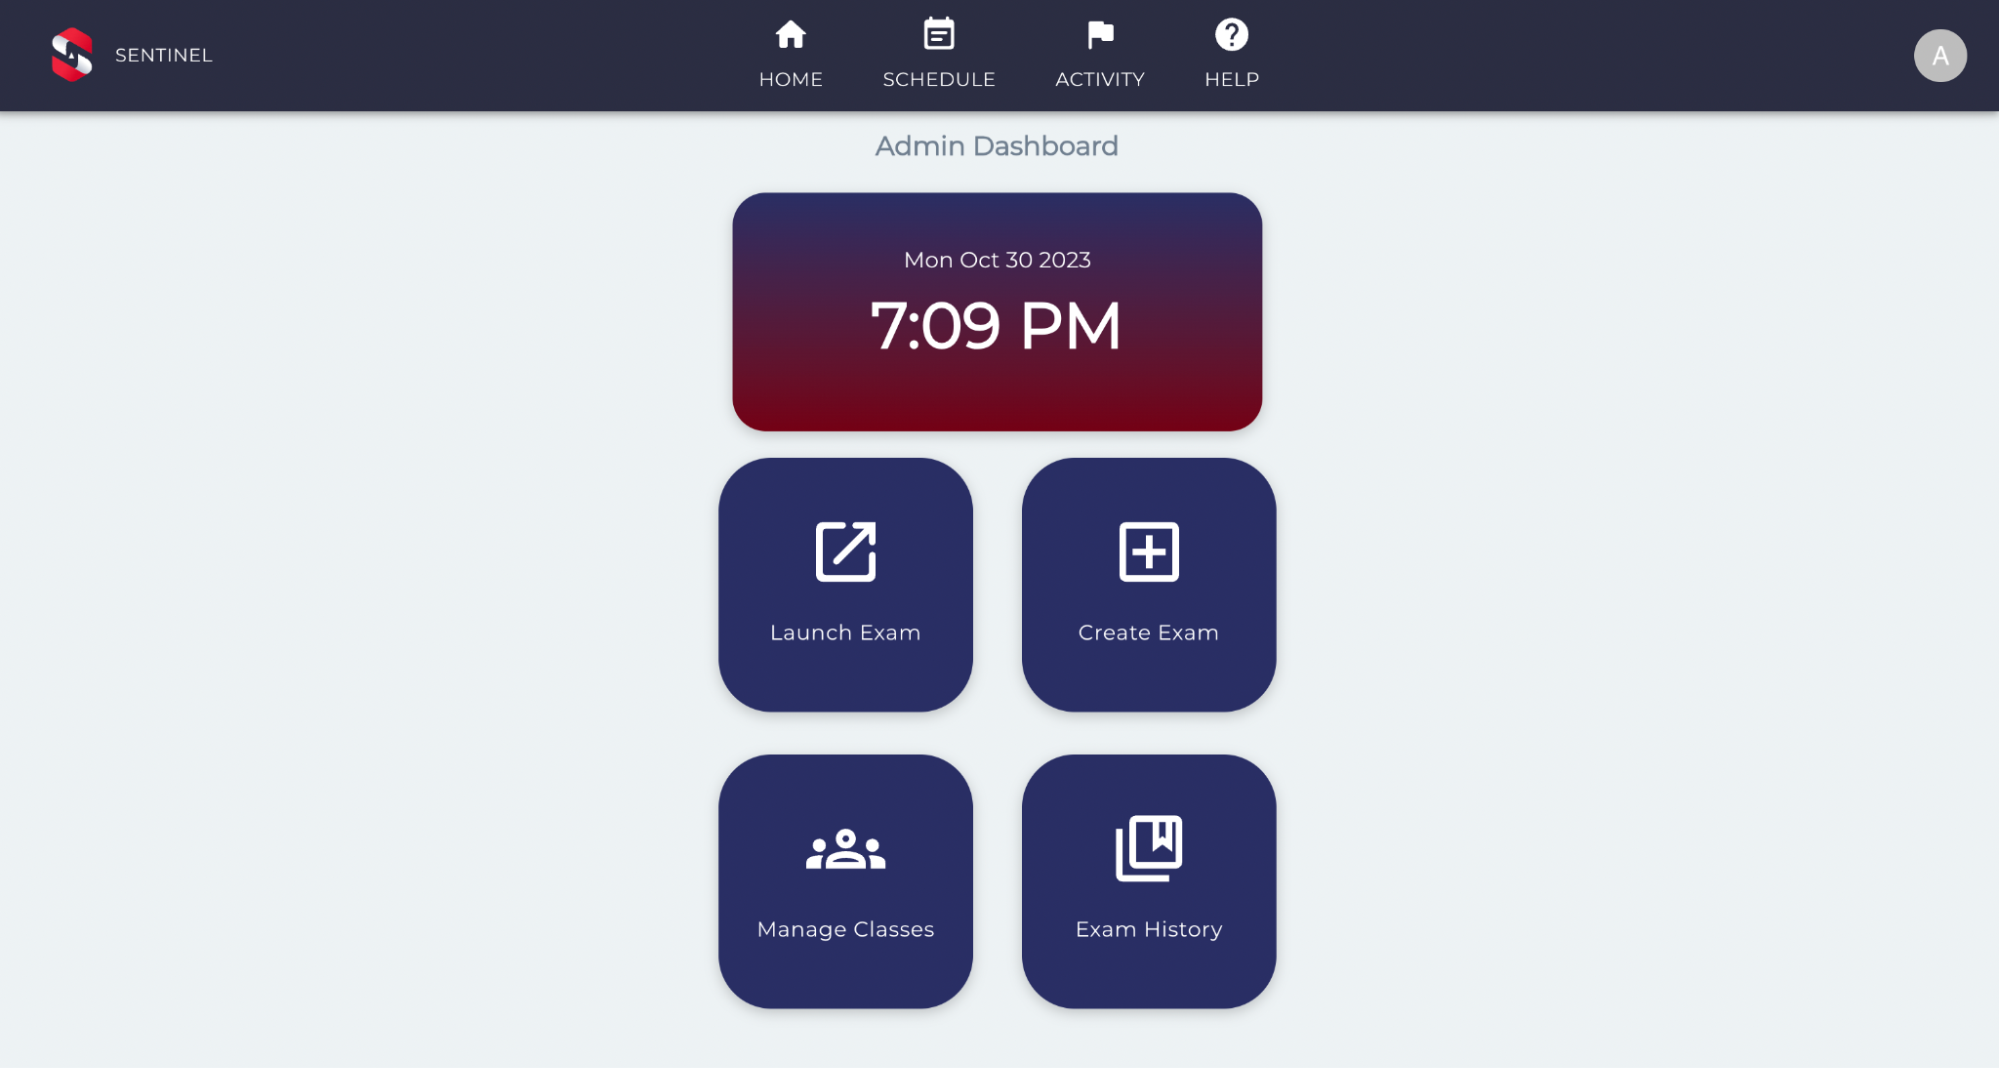 SENTINEL
HOME
SCHEDULE
ACTIVITY
HELP
A
Admin Dashboard
Mon Oct 30 2023
7:09 PM
Launch Exam
Create Exam
Manage Classes
Exam History